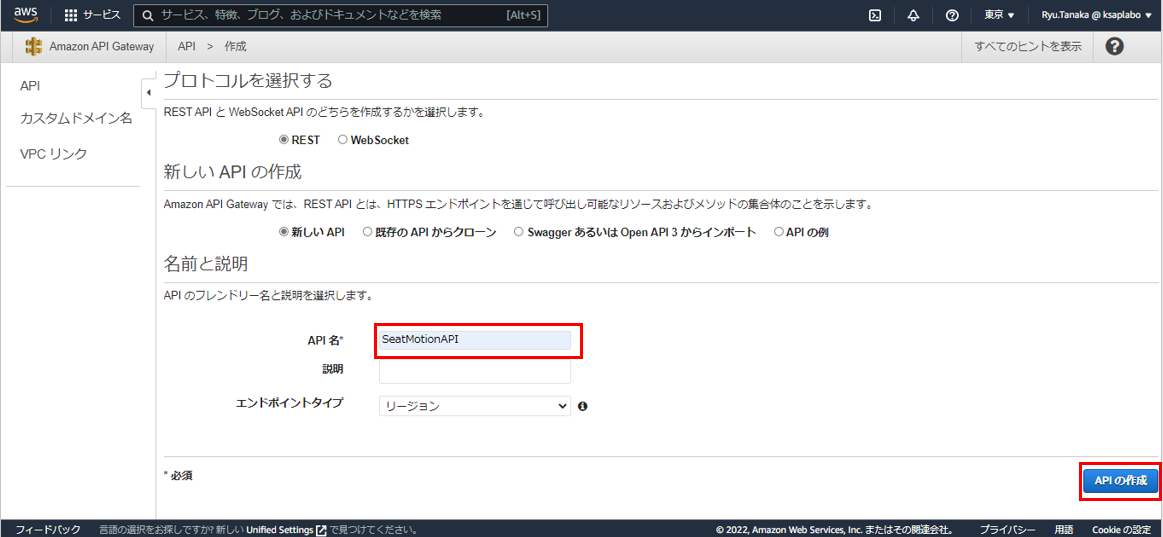 aws サービス サービス、特徴、ブログ、およびドキュメントなどを検索 [Alt+S] 東京 ▼ Ryu.Tanaka @ ksaplabo ▼
Amazon API Gateway API > 作成 すべてのヒントを表示 ?
API
カスタムドメイン名
VPC リンク
プロトコルを選択する
REST API と WebSocket API のどちらを作成するかを選択します。
REST WebSocket
新しい API の作成
Amazon API Gateway では、REST API とは、HTTPS エンドポイントを通じて呼び出し可能なリソースおよびメソッドの集合体のことを示します。
新しい API 既存の API からクローン Swagger あるいは Open API 3 からインポート API の例
名前と説明
API のフレンドリー名と説明を選択します。
API 名* SeatMotionAPI
説明
エンドポイントタイプ リージョン
* 必須
API の作成
フィードバック 言語の選択をお探しですか? 新しい Unified Settings で見つけてください。 © 2022, Amazon Web Services, Inc. またはその関連会社。 プライバシー 用語 Cookie の設定